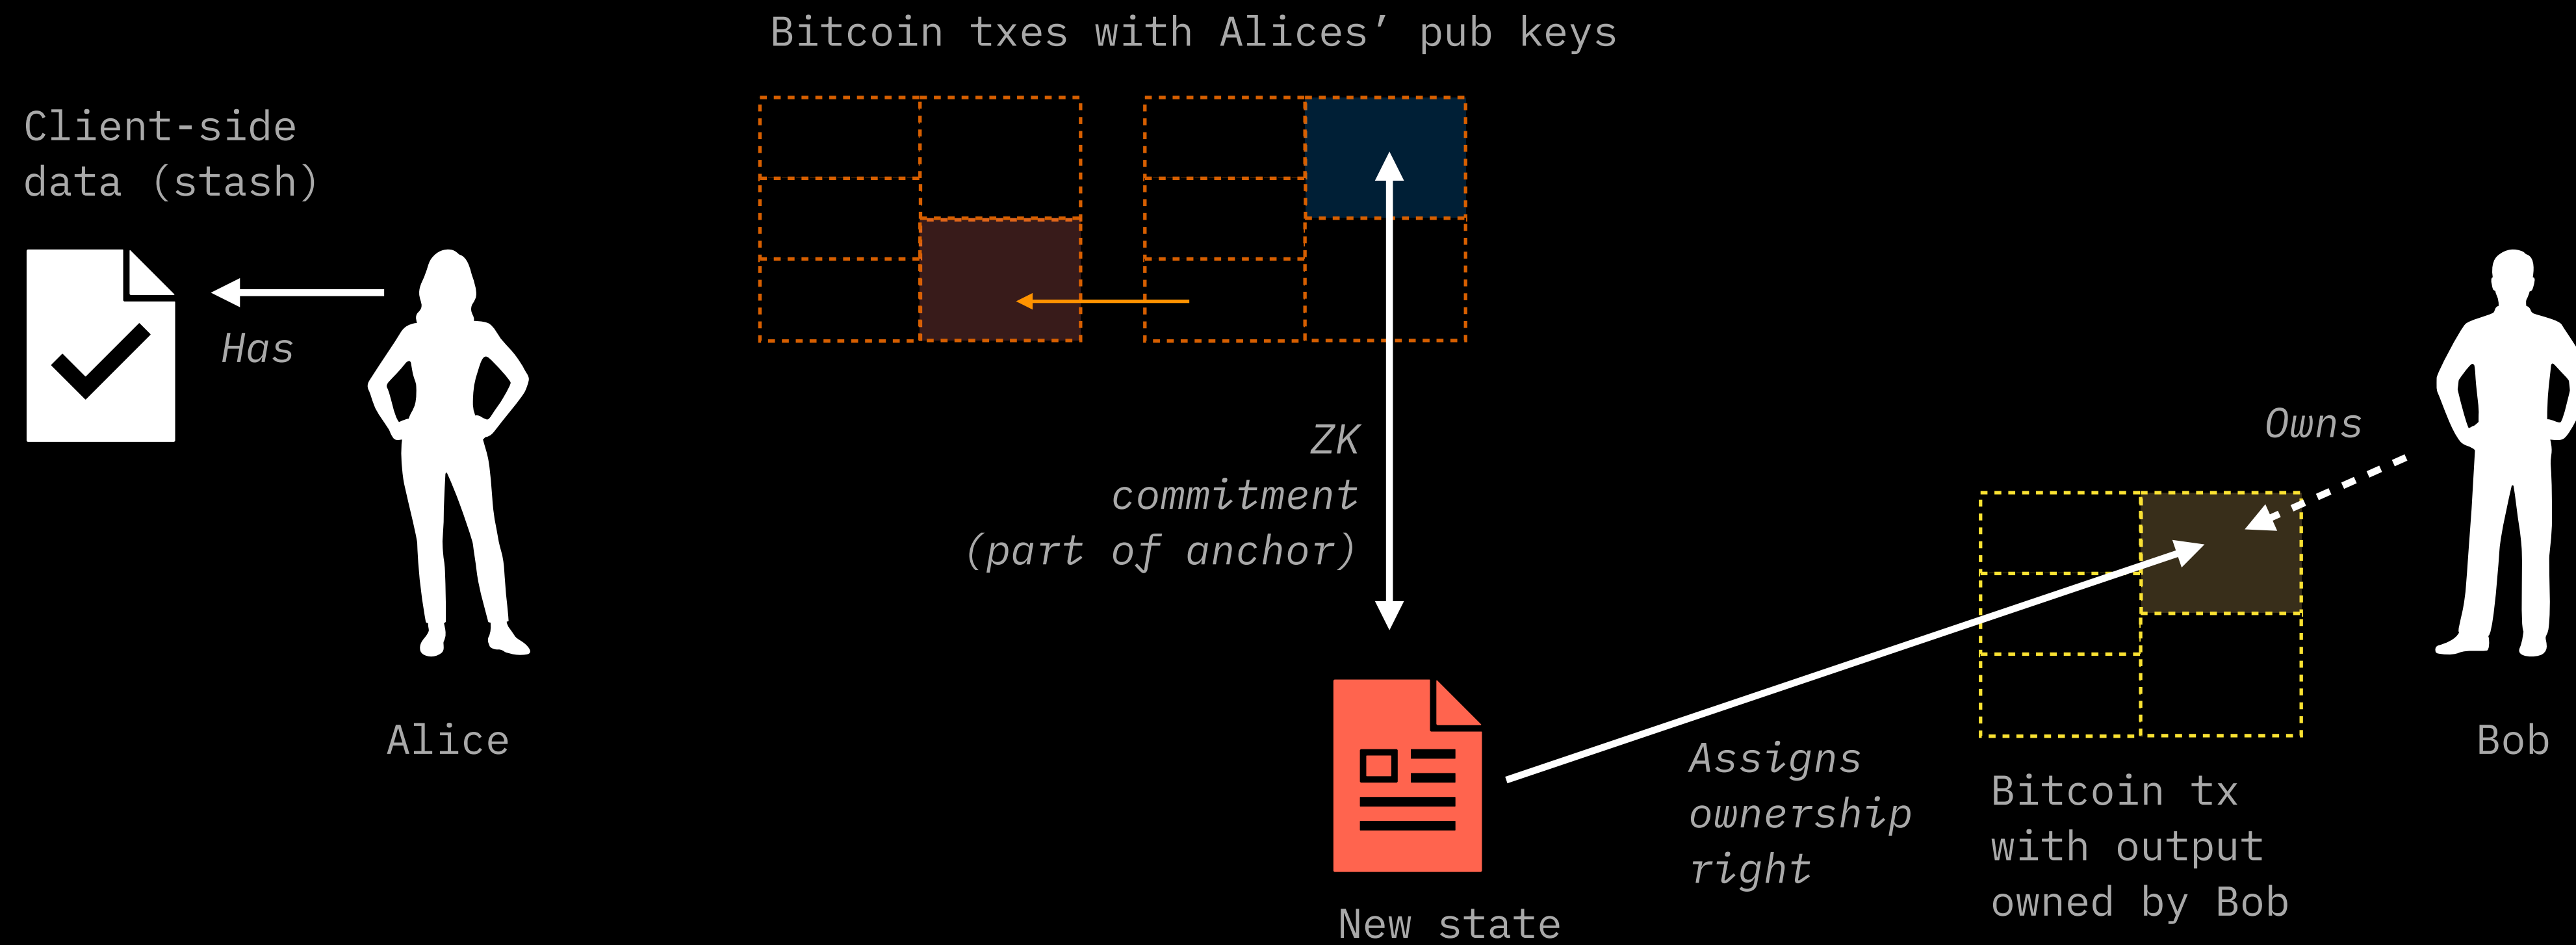 Bitcoin txes with Alices’ pub keys
Client-side
data (stash)
Has
Alice
ZK
commitment
(part of anchor)
New state
Assigns
ownership
right
Owns
Bitcoin tx
with output
owned by Bob
Bob